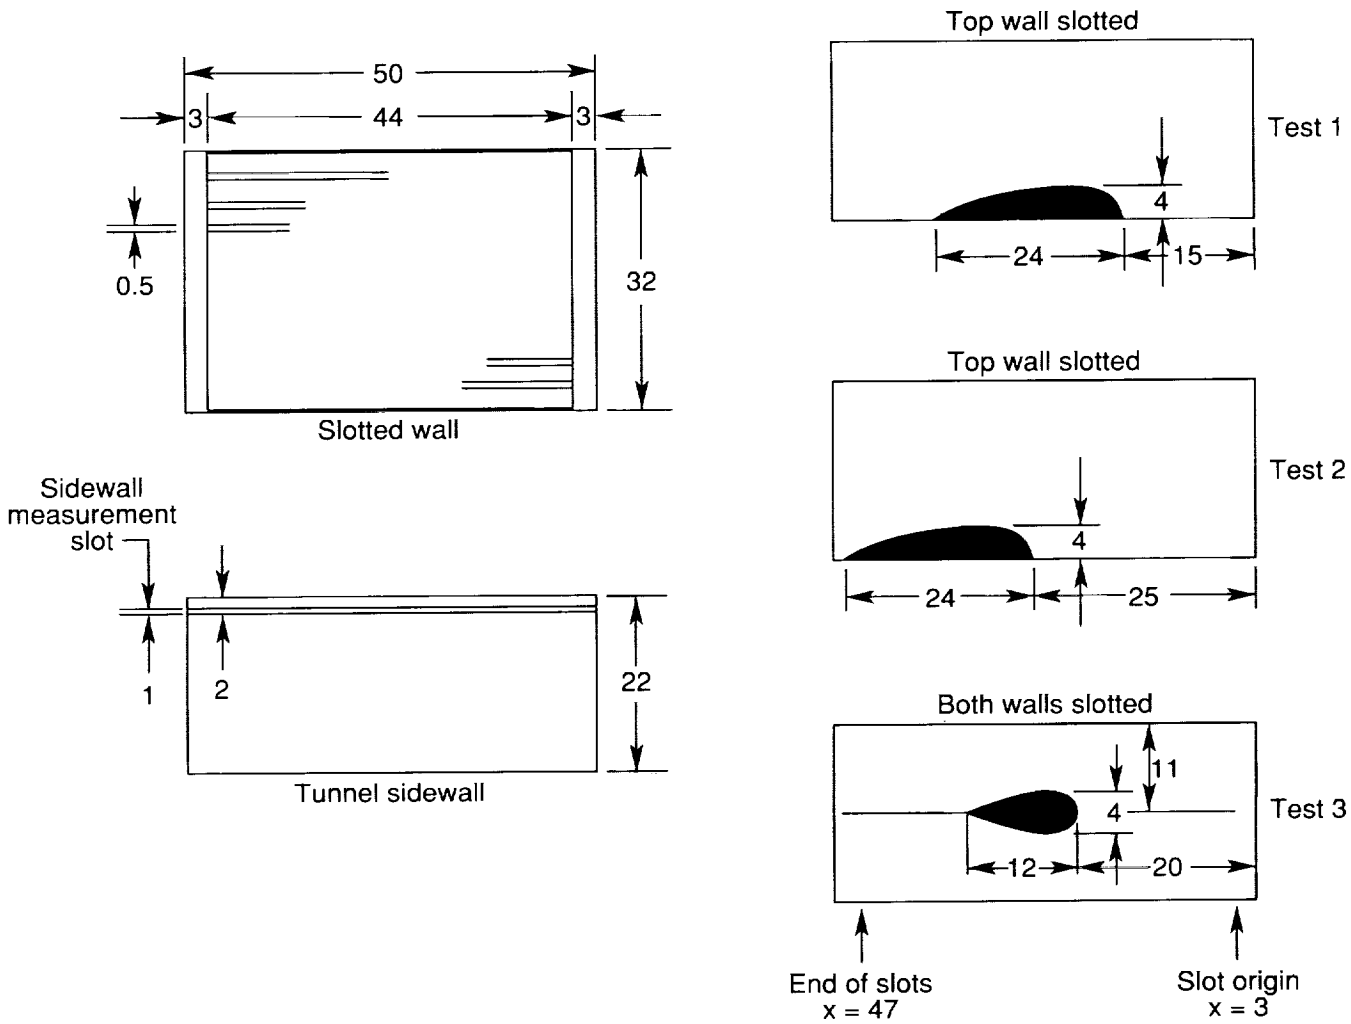 50
3
44
3
0.5
32
Slotted wall
Sidewall
measurement
slot
1
2
22
Tunnel sidewall
Top wall slotted
Test 1
4
24
15
Top wall slotted
Test 2
4
24
25
Both walls slotted
11
Test 3
4
12
20
End of slots
x = 47
Slot origin
x = 3